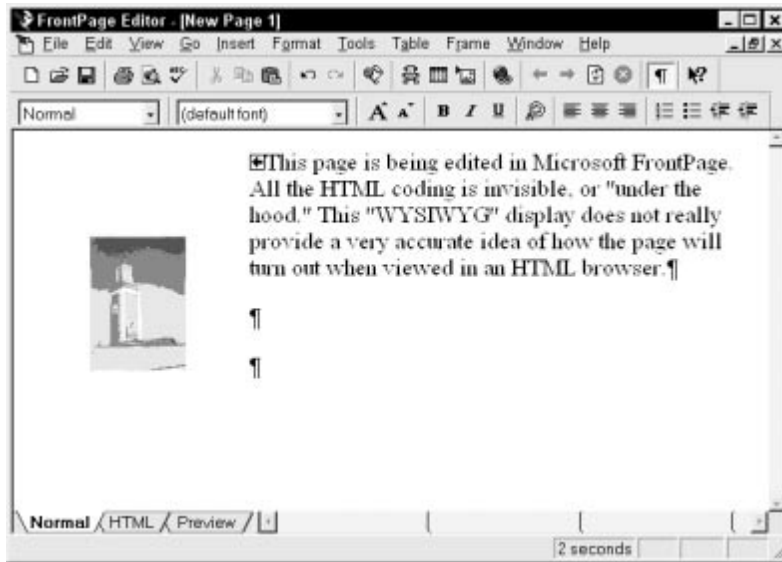 FrontPage Editor - [New Page 1]
File Edit View Go Insert Format Tools Table Frame Window Help
Normal (default font) A A B I U
This page is being edited in Microsoft FrontPage.
All the HTML coding is invisible, or "under the
hood." This "WYSIWYG" display does not really
provide a very accurate idea of how the page will
turn out when viewed in an HTML browser.¶
¶
¶
Normal HTML Preview
2 seconds